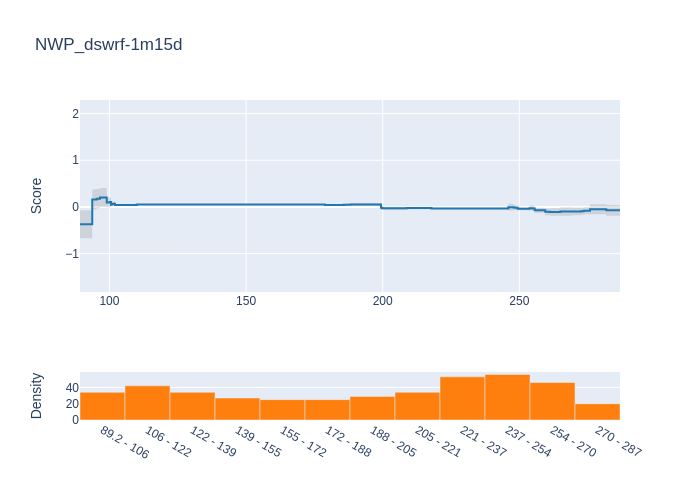 NWP_dswrf-1m15d
Score
2
1
0
−1
100
150
200
250
Density
40
20
0
89.2 - 106
106 - 122
122 - 139
139 - 155
155 - 172
172 - 188
188 - 205
205 - 221
221 - 237
237 - 254
254 - 270
270 - 287